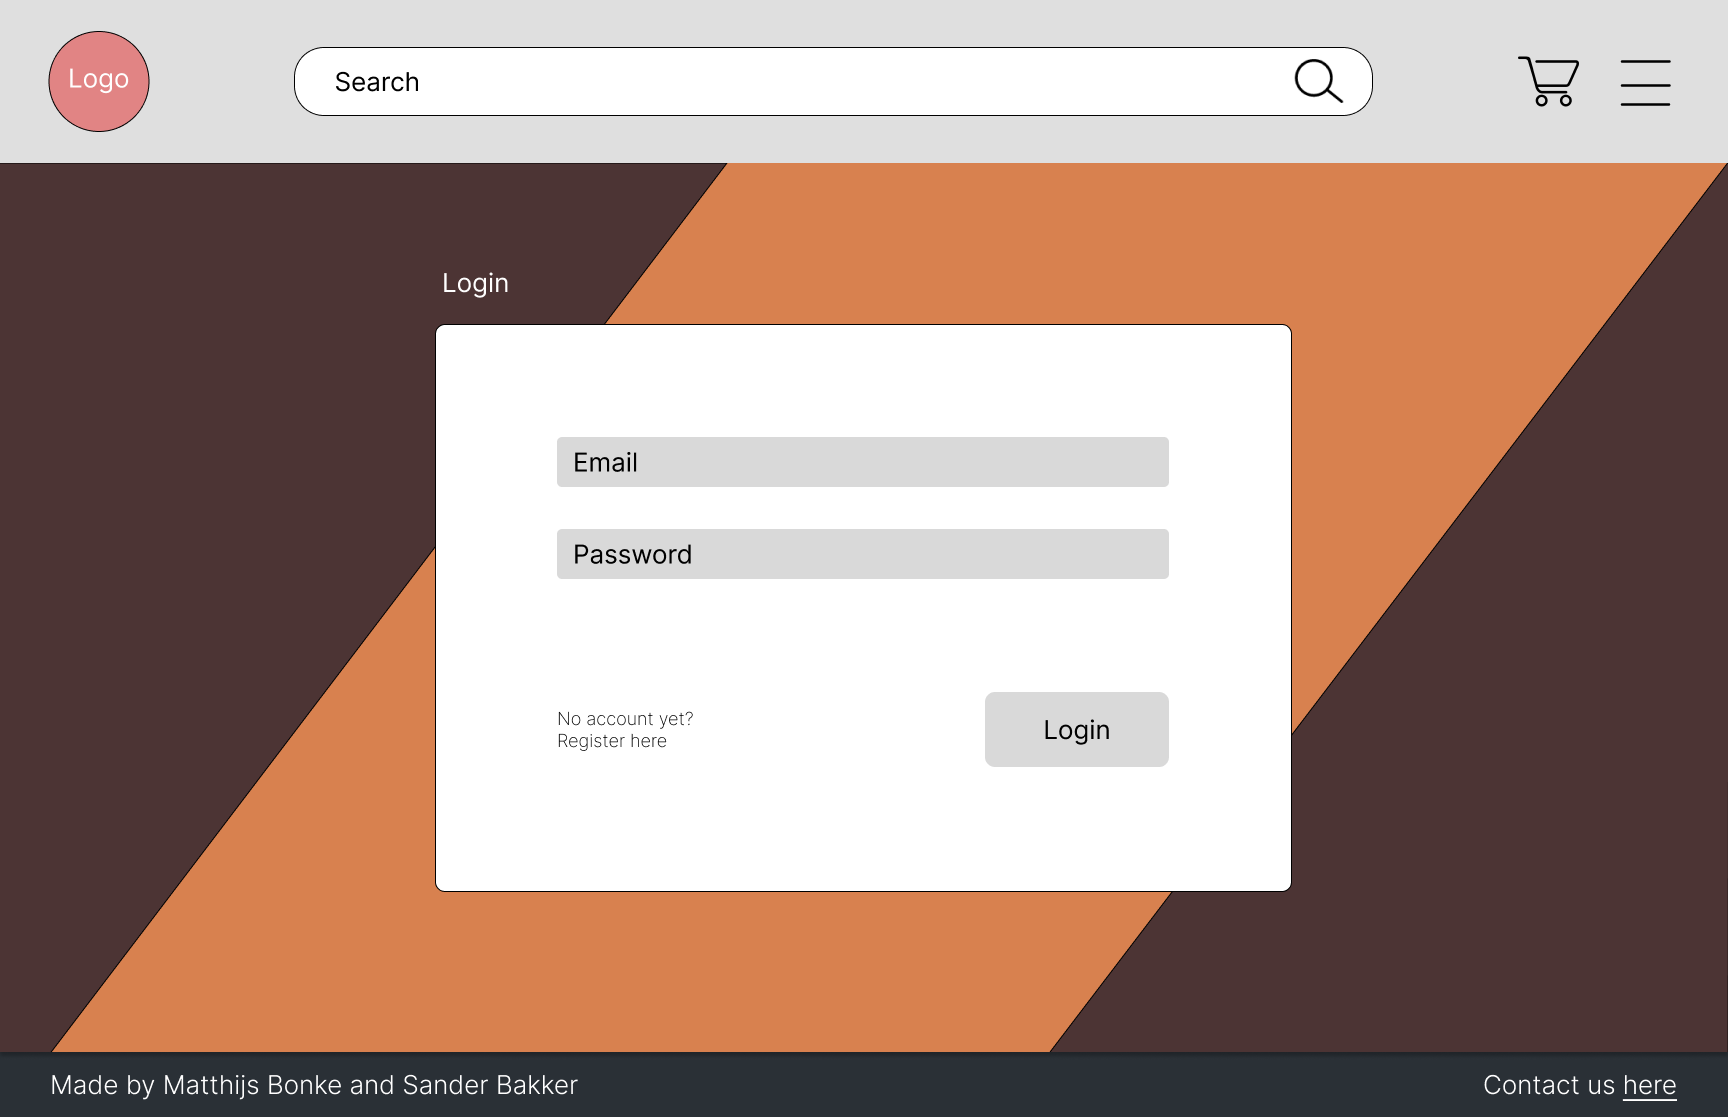 Logo
Search
Login
Email
Password
No account yet?
Register here
Login
Made by Matthijs Bonke and Sander Bakker
Contact us here